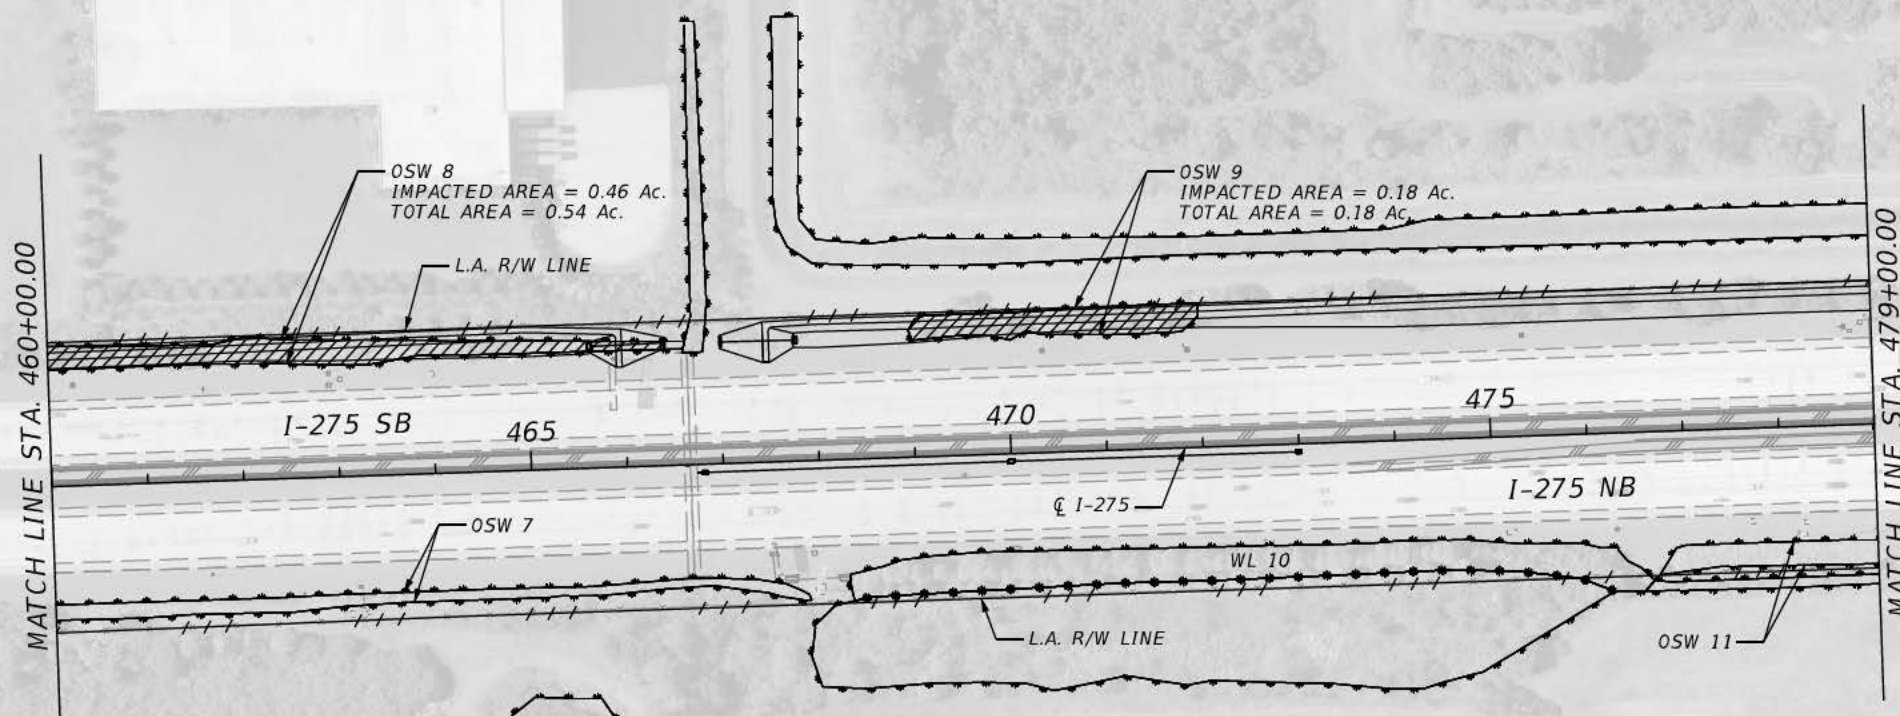 OSW 8
IMPACTED AREA = 0.46 Ac.
TOTAL AREA = 0.54 Ac.
OSW 9
IMPACTED AREA = 0.18 Ac.
TOTAL AREA = 0.18 Ac.
L.A. R/W LINE
MATCH LINE STA. 460+00.00
MATCH LINE STA. 479+00.00
I-275 SB
465
470
475
I-275 NB
℄ I-275
OSW 7
WL 10
L.A. R/W LINE
OSW 11